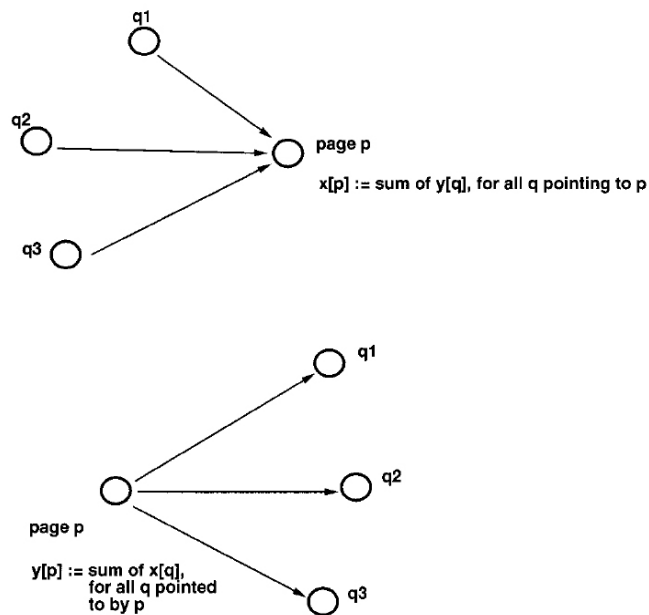 q1
q2
page p
x[p] := sum of y[q], for all q pointing to p
q3
q1
q2
page p
y[p] := sum of x[q],
for all q pointed
to by p
q3